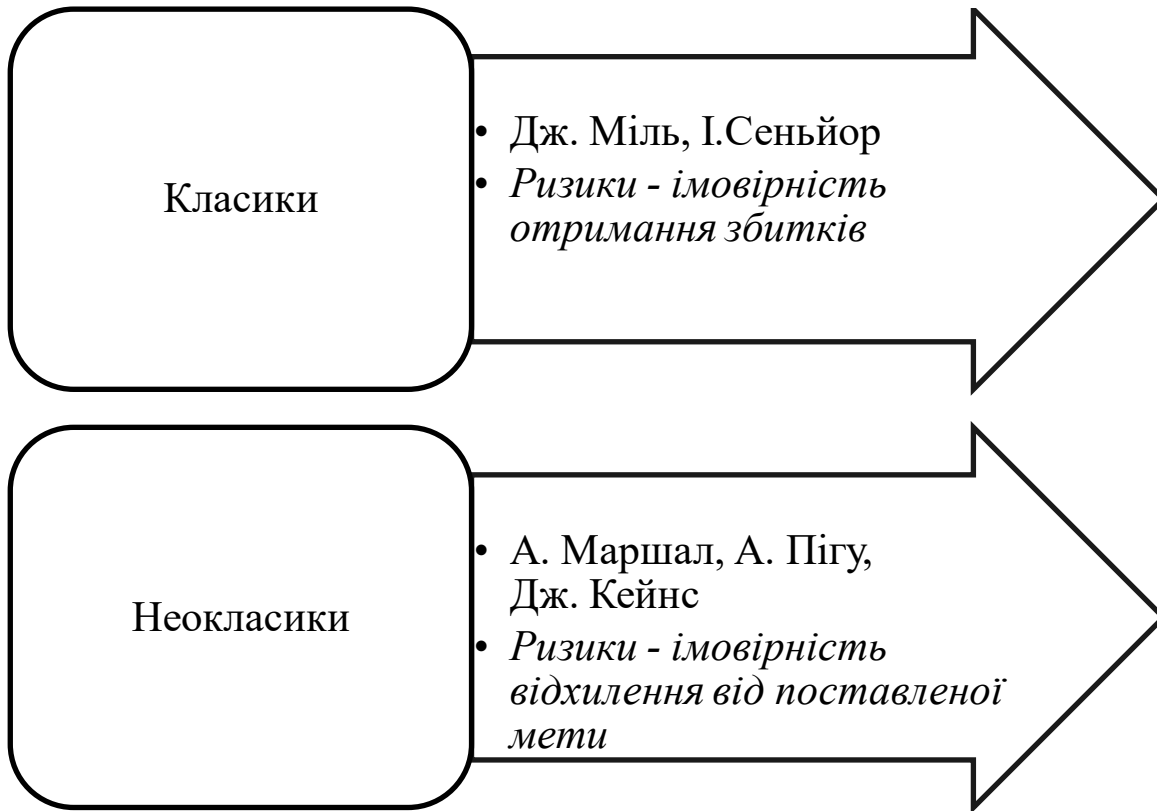 Класики
• Дж. Міль, І.Сеньйор
• Ризики - імовірність
отримання збитків
Неокласики
• А. Маршал, А. Пігу,
Дж. Кейнс
• Ризики - імовірність
відхилення від поставленої
мети